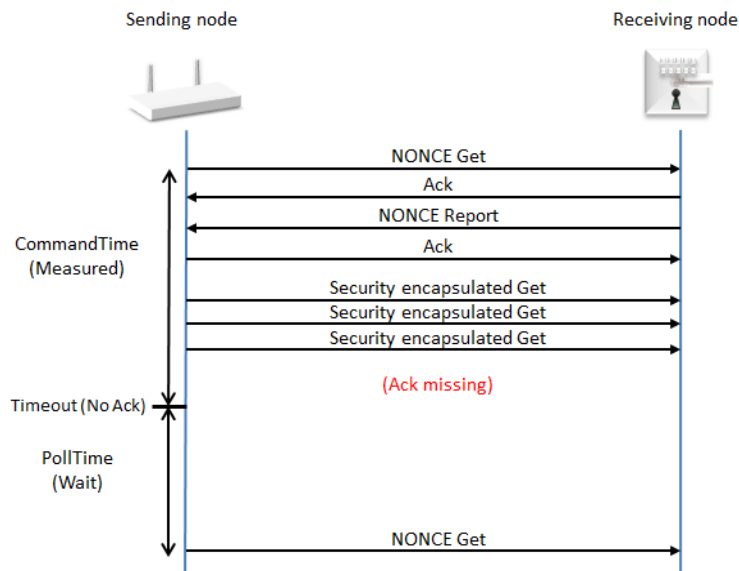 Sending node
Receiving node
NONCE Get
Ack
NONCE Report
CommandTime
(Measured)
Ack
Security encapsulated Get
Security encapsulated Get
Security encapsulated Get
(Ack missing)
Timeout (No Ack)
PollTime
(Wait)
NONCE Get